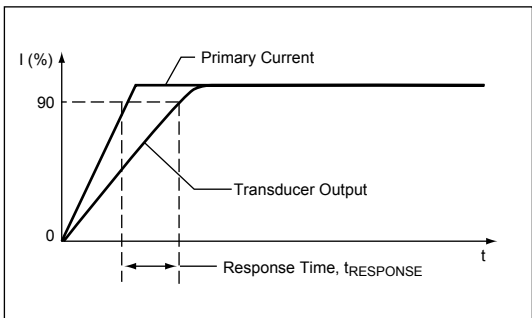 I (%)
Primary Current
90
Transducer Output
0
t
Response Time, tRESPONSE